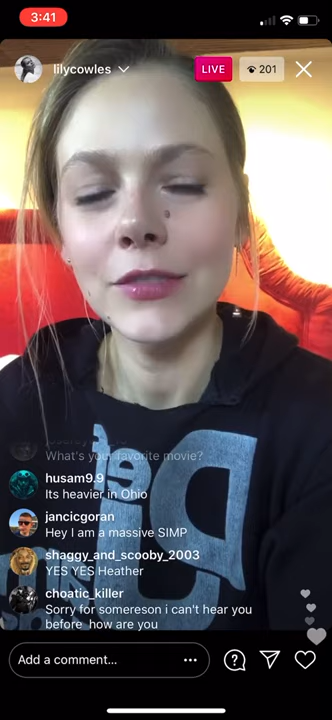 3:41
lilycowles
LIVE
201
What's your favorite movie?
husam9.9
Its heavier in Ohio
jancicgoran
Hey I am a massive SIMP
shaggy_and_scooby_2003
YES YES Heather
choatic_killer
Sorry for somereson i can't hear you
before how are you
Add a comment...